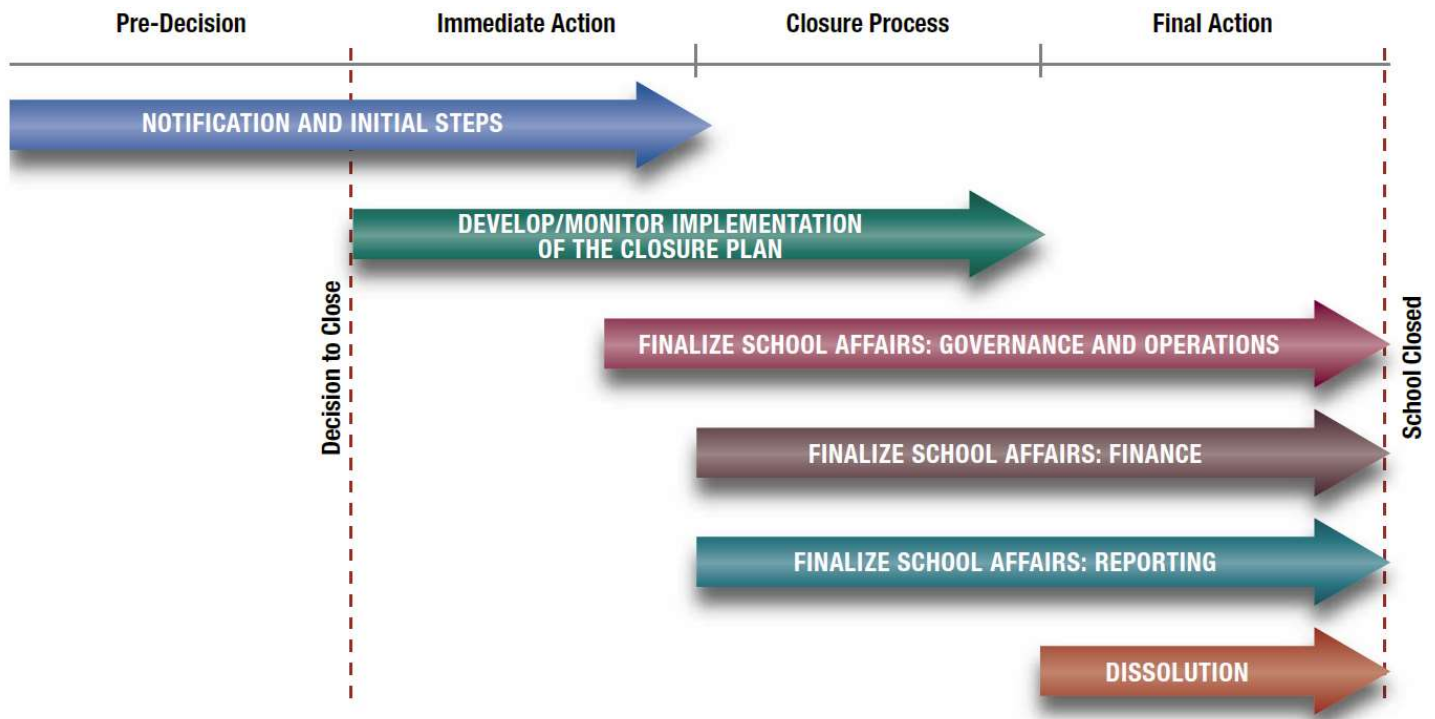 Pre-Decision
Immediate Action
Closure Process
Final Action
NOTIFICATION AND INITIAL STEPS
DEVELOP/MONITOR IMPLEMENTATION
OF THE CLOSURE PLAN
Decision to Close
FINALIZE SCHOOL AFFAIRS: GOVERNANCE AND OPERATIONS
School Closed
FINALIZE SCHOOL AFFAIRS: FINANCE
FINALIZE SCHOOL AFFAIRS: REPORTING
DISSOLUTION